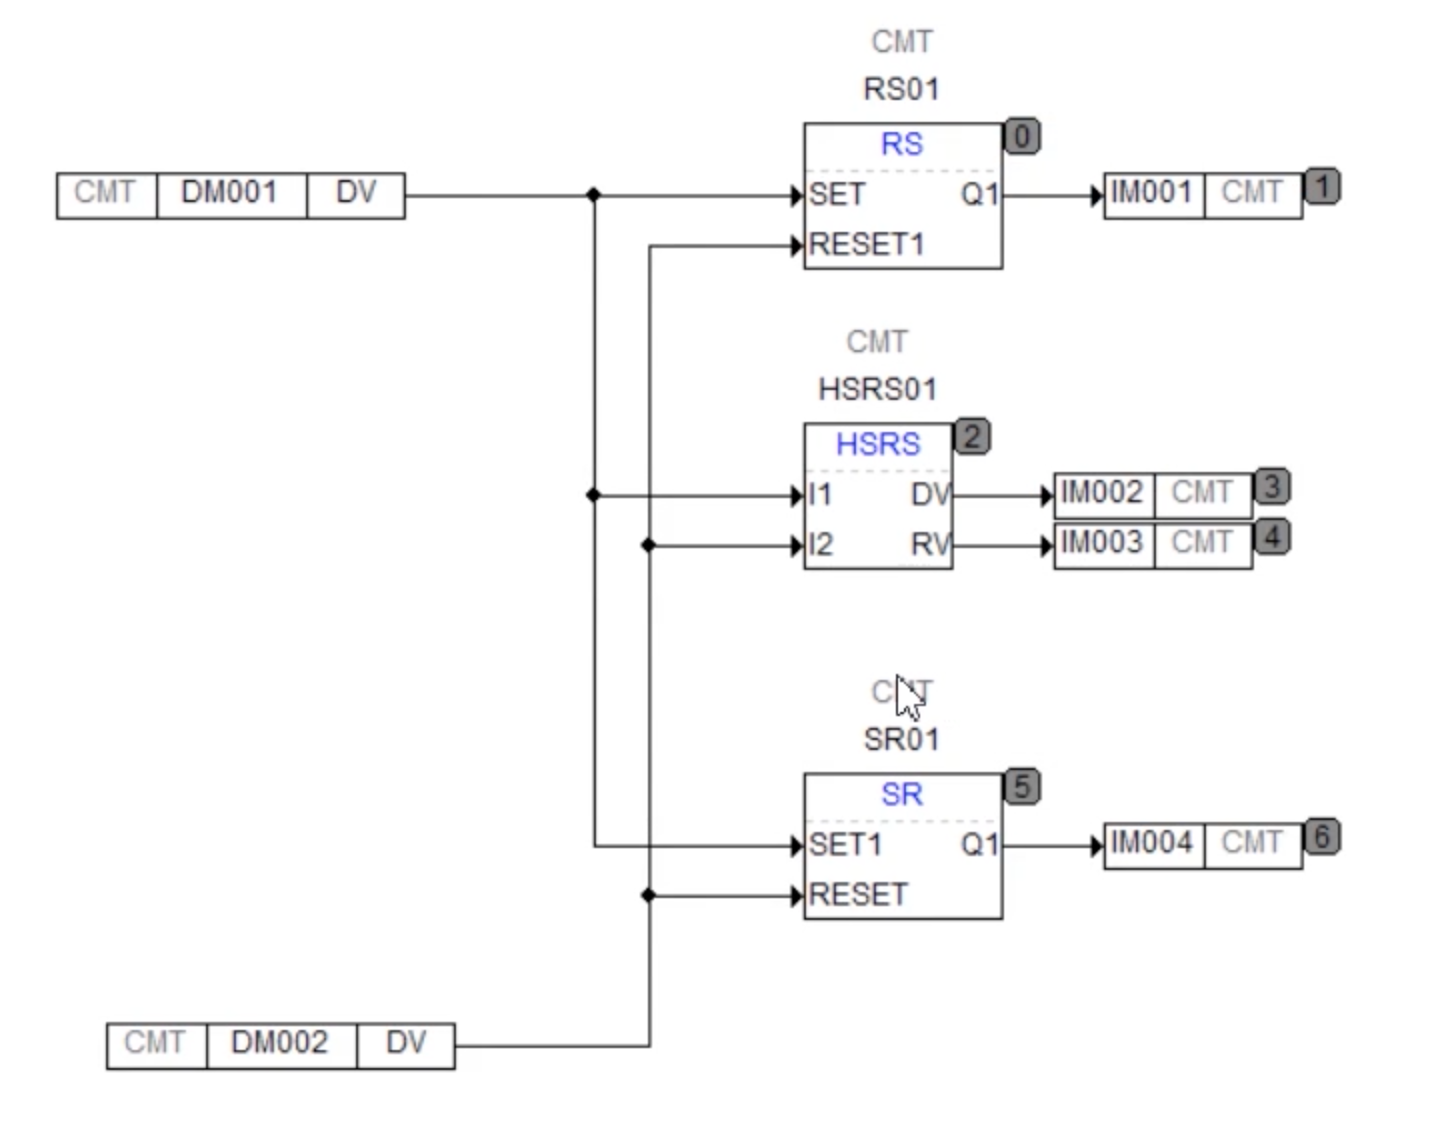 CMT
RS01
RS 0
CMT DM001 DV
SET Q1
IM001 CMT 1
RESET1
CMT
HSRS01
HSRS 2
I1 DV
IM002 CMT 3
I2 RV
IM003 CMT 4
CMT
SR01
SR 5
SET1 Q1
IM004 CMT 6
RESET
CMT DM002 DV